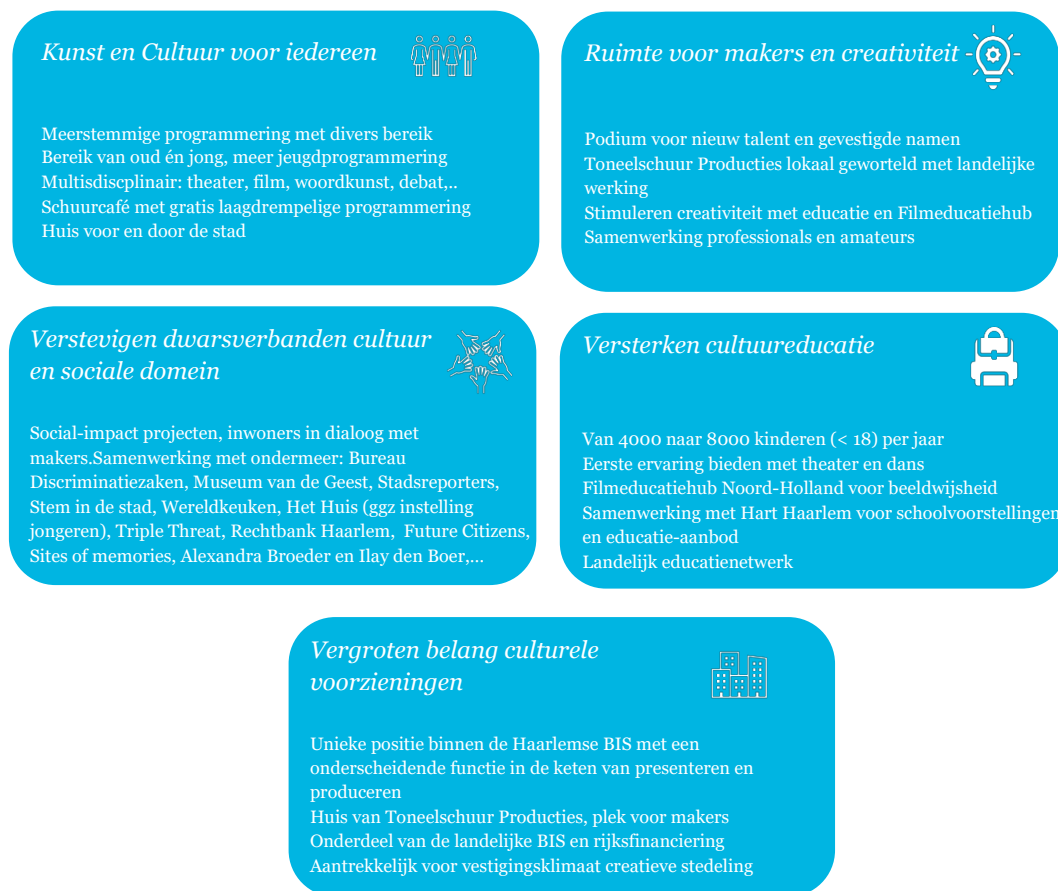 Kunst en Cultuur voor iedereen
Meerstemmige programmering met divers bereik
Bereik van oud én jong, meer jeugdprogrammering
Multisdiscplinair: theater, film, woordkunst, debat,..
Schuurcafé met gratis laagdrempelige programmering
Huis voor en door de stad
Ruimte voor makers en creativiteit
Podium voor nieuw talent en gevestigde namen
Toneelschuur Producties lokaal geworteld met landelijke
werking
Stimuleren creativiteit met educatie en Filmeducatiehub
Samenwerking professionals en amateurs
Verstevigen dwarsverbanden cultuur
en sociale domein
Social-impact projecten, inwoners in dialoog met
makers.Samenwerking met ondermeer: Bureau
Discriminatiezaken, Museum van de Geest, Stadsreporters,
Stem in de stad, Wereldkeuken, Het Huis (ggz instelling
jongeren), Triple Threat, Rechtbank Haarlem, Future Citizens,
Sites of memories, Alexandra Broeder en Ilay den Boer,...
Versterken cultuureducatie
Van 4000 naar 8000 kinderen (< 18) per jaar
Eerste ervaring bieden met theater en dans
Filmeducatiehub Noord-Holland voor beeldwijsheid
Samenwerking met Hart Haarlem voor schoolvoorstellingen
en educatie-aanbod
Landelijk educatienetwerk
Vergroten belang culturele
voorzieningen
Unieke positie binnen de Haarlemse BIS met een
onderscheidende functie in de keten van presenteren en
produceren
Huis van Toneelschuur Producties, plek voor makers
Onderdeel van de landelijke BIS en rijksfinanciering
Aantrekkelijk voor vestigingsklimaat creatieve stedeling